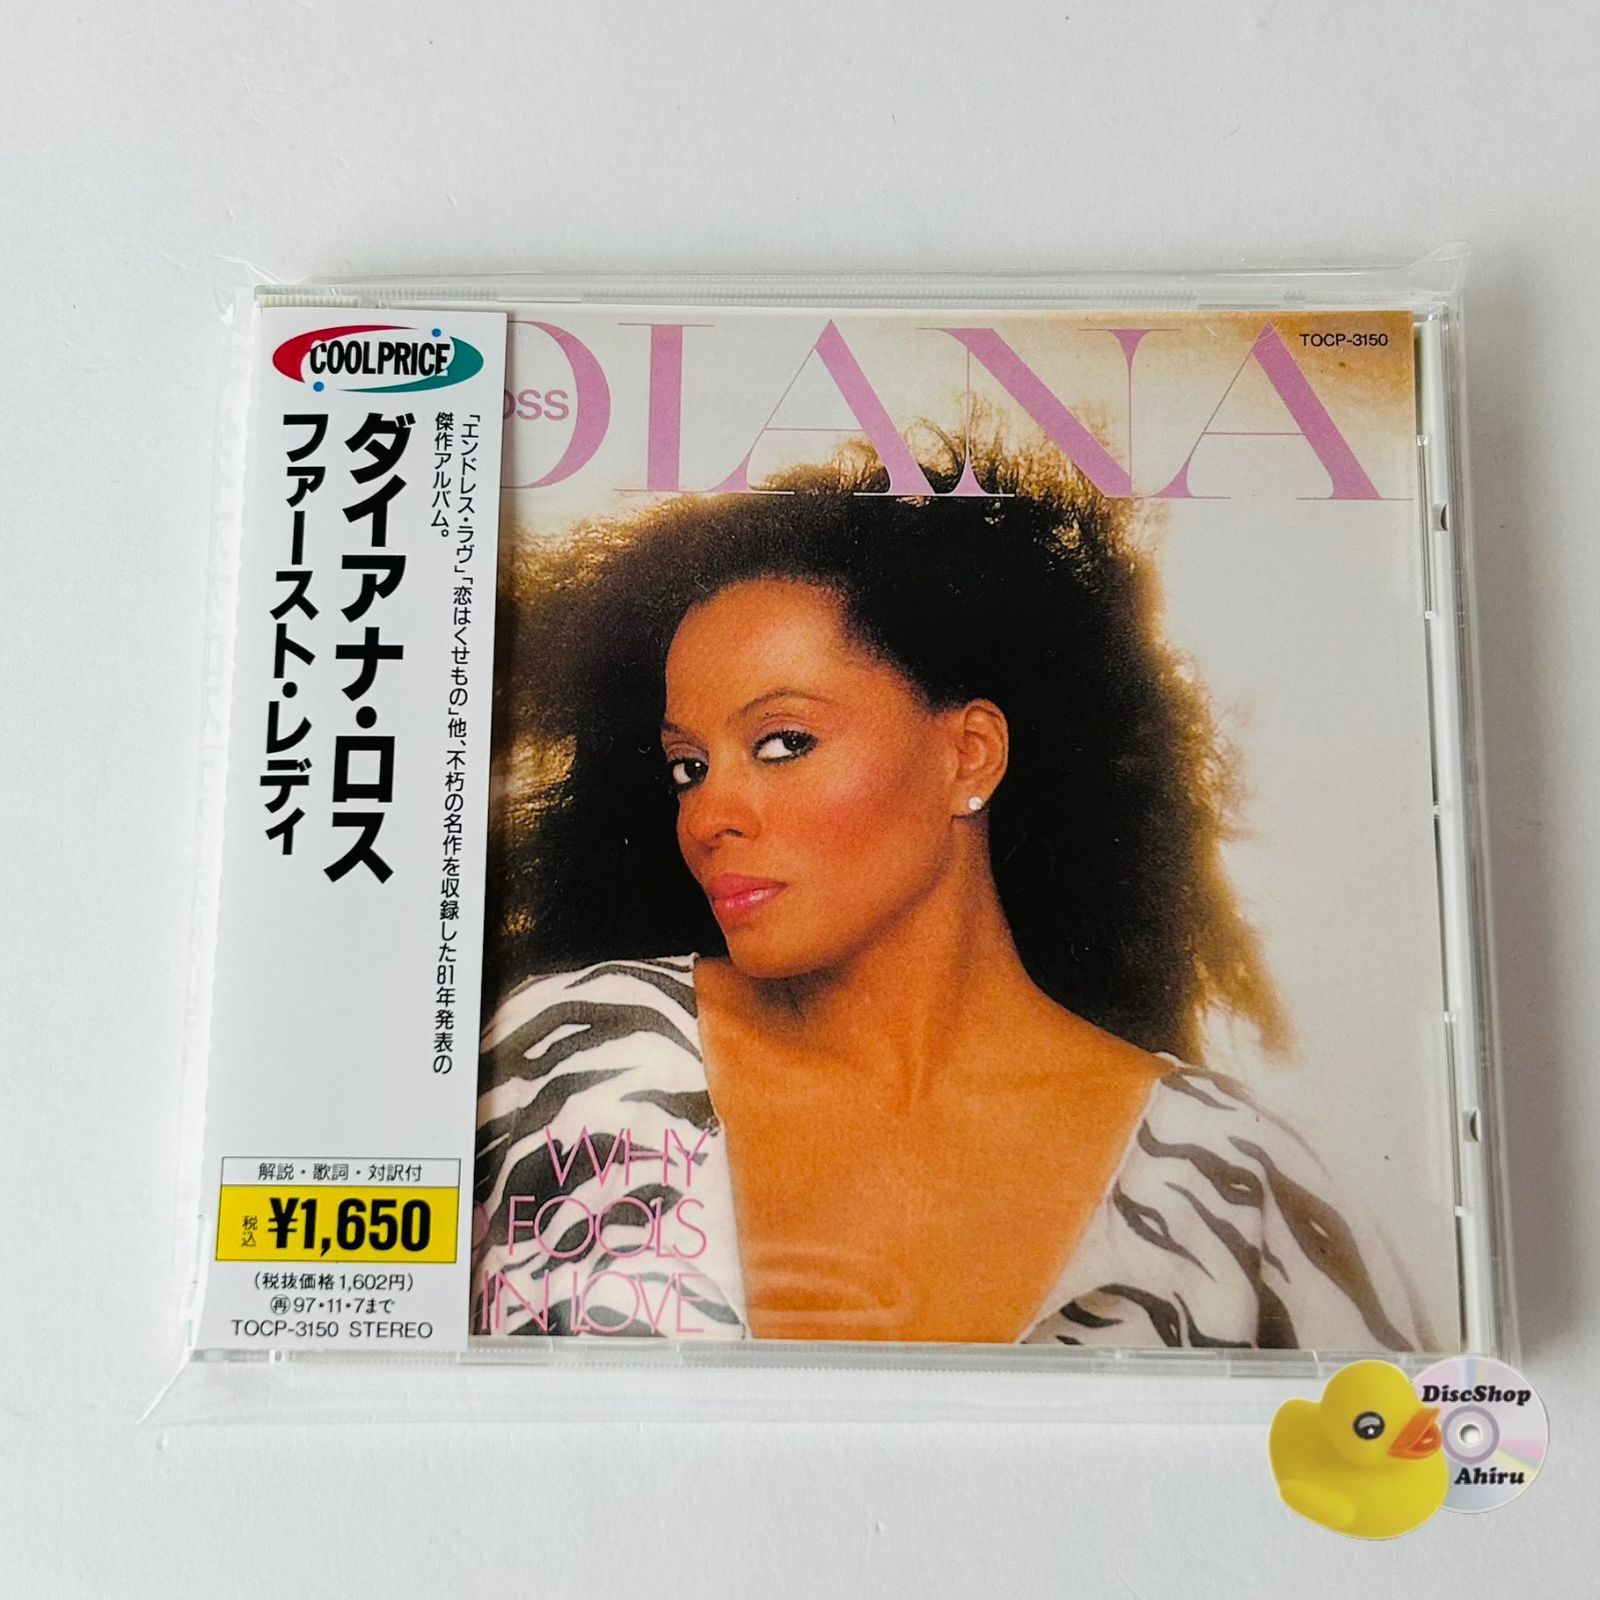 COOLPRICE
ダイアナ・ロス
ファースト・レディ
「エンドレス・ラヴ」「恋はくせもの」他、不朽の名作を収録した81年発表の
傑作アルバム。
解説・歌詞・対訳付
税込 ¥1,650
（税抜価格1,602円）
再97・11・7まで
TOCP-3150 STEREO
DIANA
TOCP-3150
WHY
FOOLS
IN LOVE
DiscShop
Ahiru